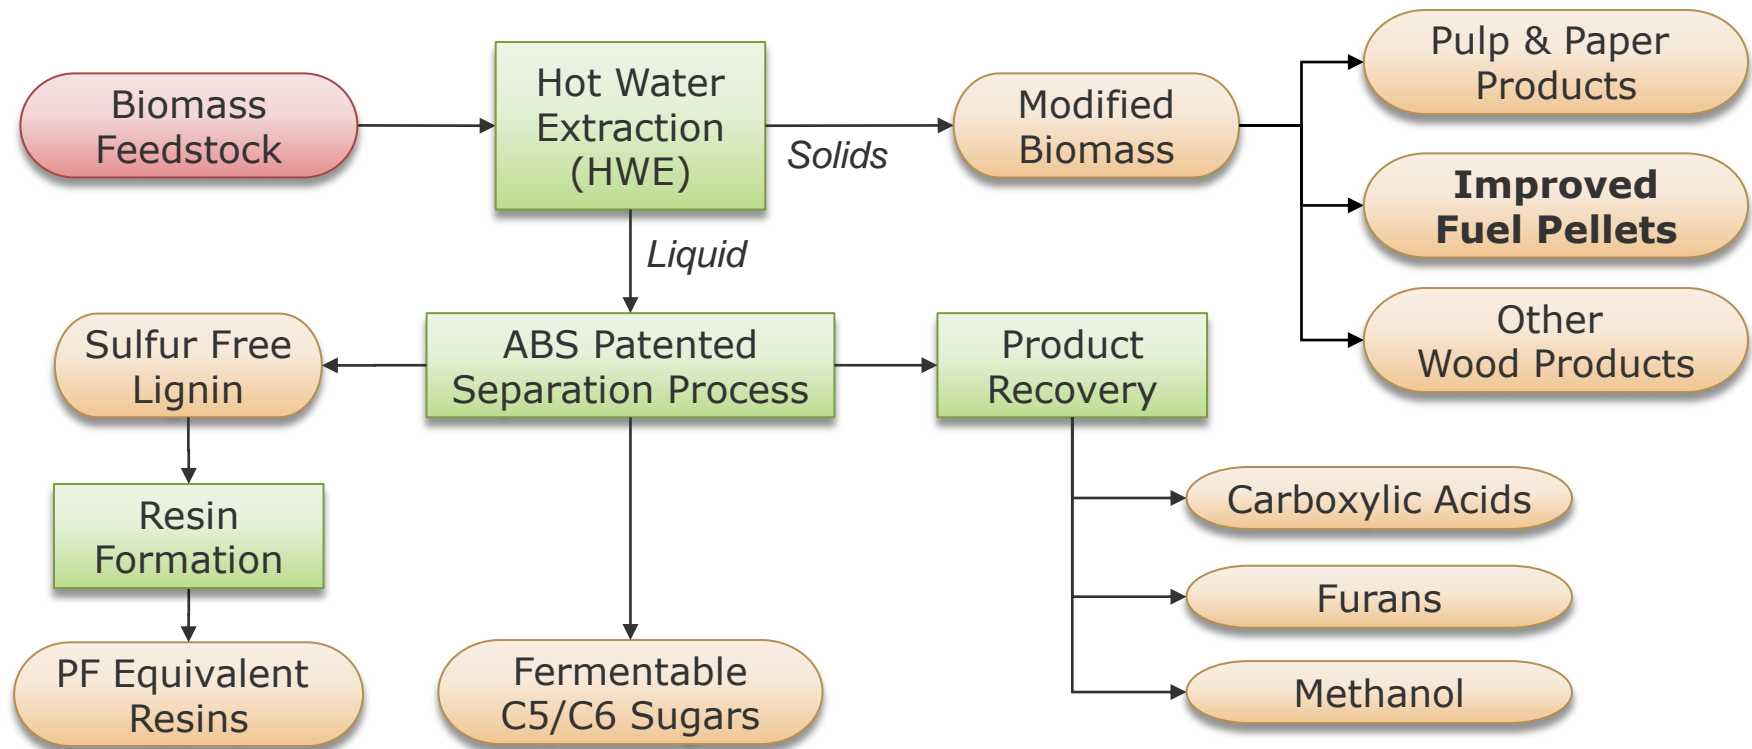 Biomass
Feedstock
Hot Water
Extraction
(HWE)
Solids
Modified
Biomass
Pulp & Paper
Products
Improved
Fuel Pellets
Other
Wood Products
Liquid
Sulfur Free
Lignin
ABS Patented
Separation Process
Product
Recovery
Resin
Formation
PF Equivalent
Resins
Fermentable
C5/C6 Sugars
Carboxylic Acids
Furans
Methanol